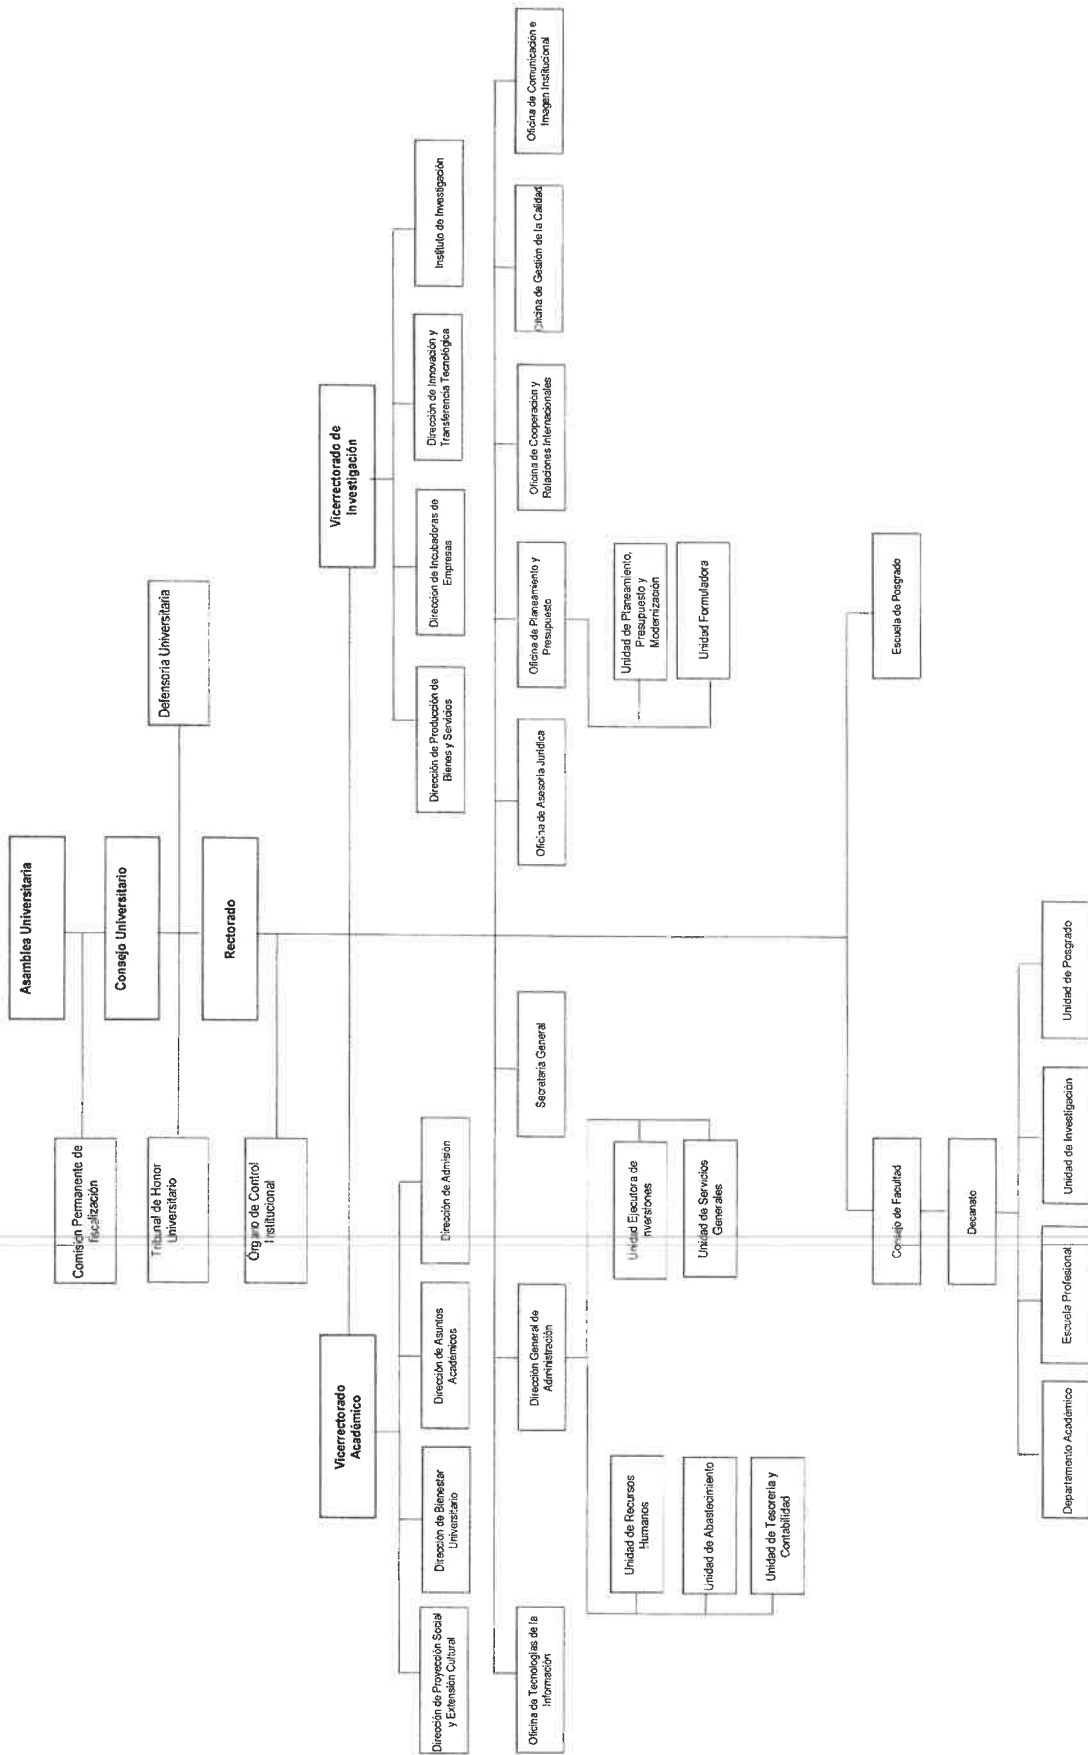 Asamblea Universitaria
Comisión Permanente de
fiscalización
Consejo Universitario
Tribunal de Honor
Universitario
Defensoría Universitaria
Rectorado
Órgano de Control
Institucional
Vicerrectorado
Académico
Vicerrectorado de
Investigación
Dirección de Proyección Social
y Extensión Cultural
Dirección de Bienestar
Universitario
Dirección de Asuntos
Académicos
Dirección de Admisión
Dirección de Producción de
Bienes y Servicios
Dirección de Incubadoras de
Empresas
Dirección de Innovación y
Transferencia Tecnológica
Instituto de Investigación
Oficina de Tecnologías de la
Información
Dirección General de
Administración
Secretaría General
Oficina de Asesoría Jurídica
Oficina de Planeamiento y
Presupuesto
Oficina de Cooperación y
Relaciones Internacionales
Oficina de Gestión de la Calidad
Oficina de Comunicación e
Imagen Institucional
Unidad de Recursos
Humanos
Unidad de Abastecimiento
Unidad de Tesorería y
Contabilidad
Unidad Ejecutora de
Inversiones
Unidad de Servicios
Generales
Unidad de Planeamiento,
Presupuesto y
Modernización
Unidad Formuladora
Consejo de Facultad
Escuela de Posgrado
Decanato
Departamento Académico
Escuela Profesional
Unidad de Investigación
Unidad de Posgrado